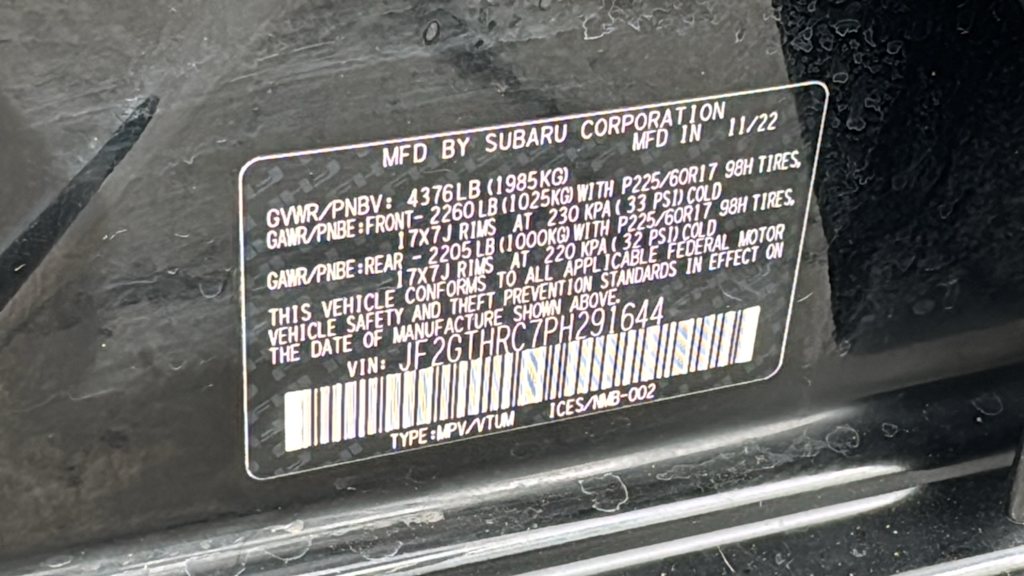 MFD BY SUBARU CORPORATION
MFD IN 11/22
GVWR/PNBV: 4376LB (1985KG)
GAWR/PNBE:FRONT- 2260LB (1025KG) WITH P225/60R17 98H TIRES,
17X7J RIMS AT 230 KPA ( 33 PSI) COLD
GAWR/PNBE:REAR - 2205LB (1000KG) WITH P225/60R17 98H TIRES,
17X7J RIMS AT 220 KPA ( 32 PSI) COLD
THIS VEHICLE CONFORMS TO ALL APPLICABLE FEDERAL MOTOR
VEHICLE SAFETY AND THEFT PREVENTION STANDARDS IN EFFECT ON
THE DATE OF MANUFACTURE SHOWN ABOVE.
VIN: JF2GTHRC7PH291644
TYPE:MPV/VTUM ICES/NMB-002